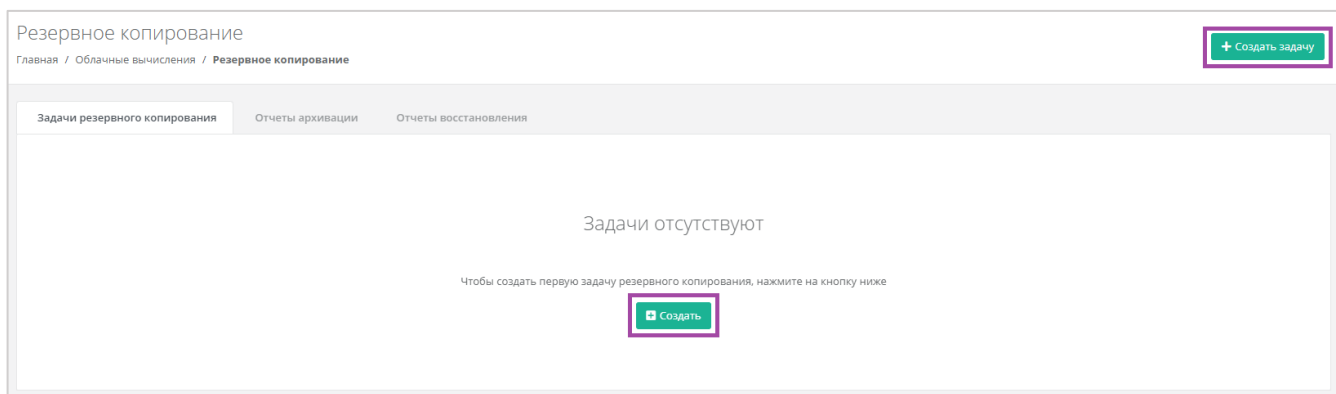 Резервное копирование
Главная / Облачные вычисления / Резервное копирование
Создать задачу
Задачи резервного копирования Отчеты архивации Отчеты восстановления
Задачи отсутствуют
Чтобы создать первую задачу резервного копирования, нажмите на кнопку ниже
Создать